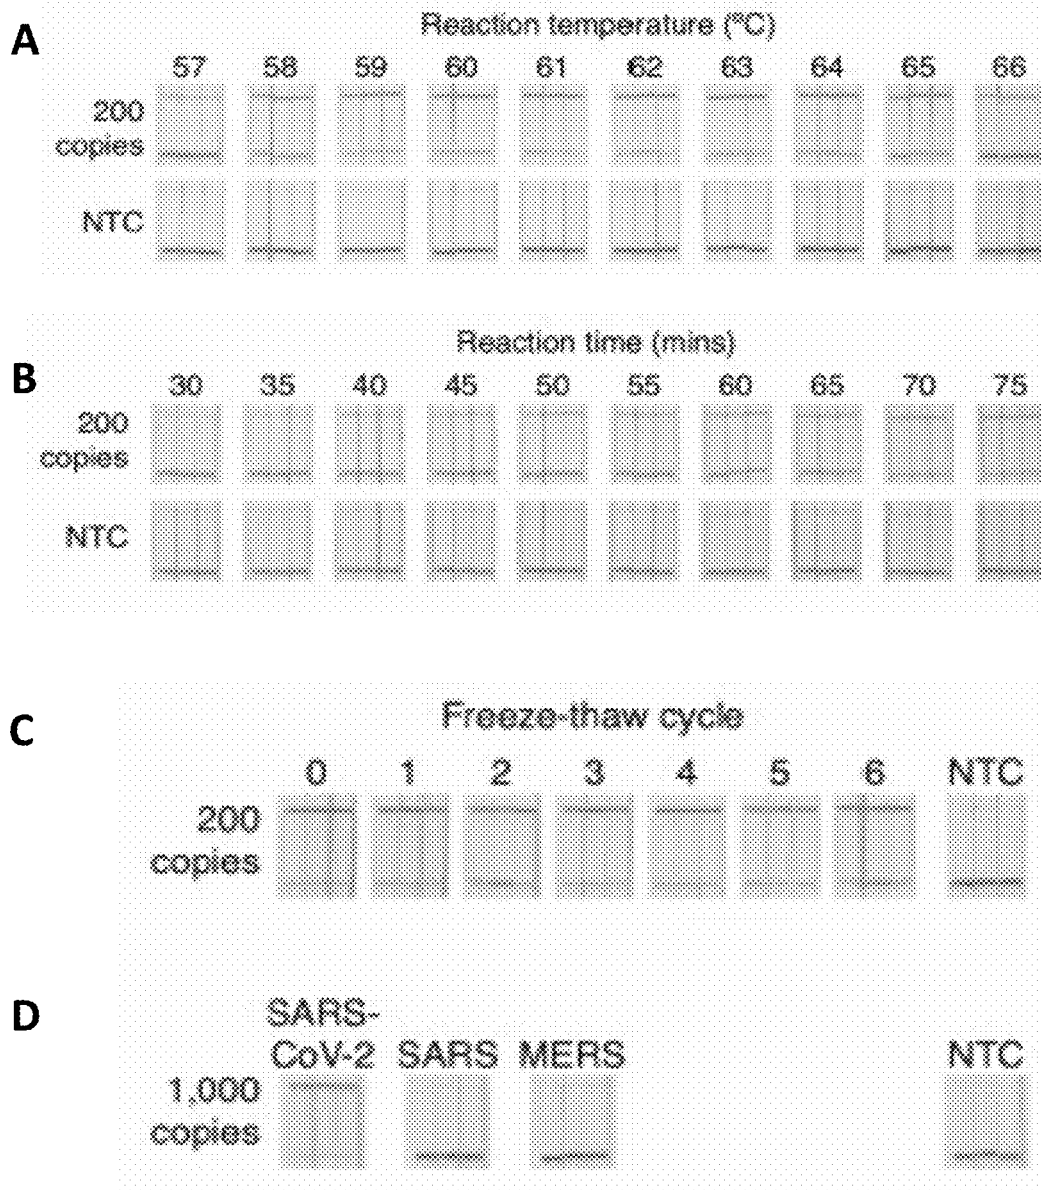 A
Reaction temperature (°C)
57 58 59 60 61 62 63 64 65 66
200
copies
NTC
B
Reaction time (mins)
30 35 40 45 50 55 60 65 70 75
200
copies
NTC
C
Freeze-thaw cycle
0 1 2 3 4 5 6 NTC
200
copies
D
SARS-
CoV-2 SARS MERS NTC
1,000
copies